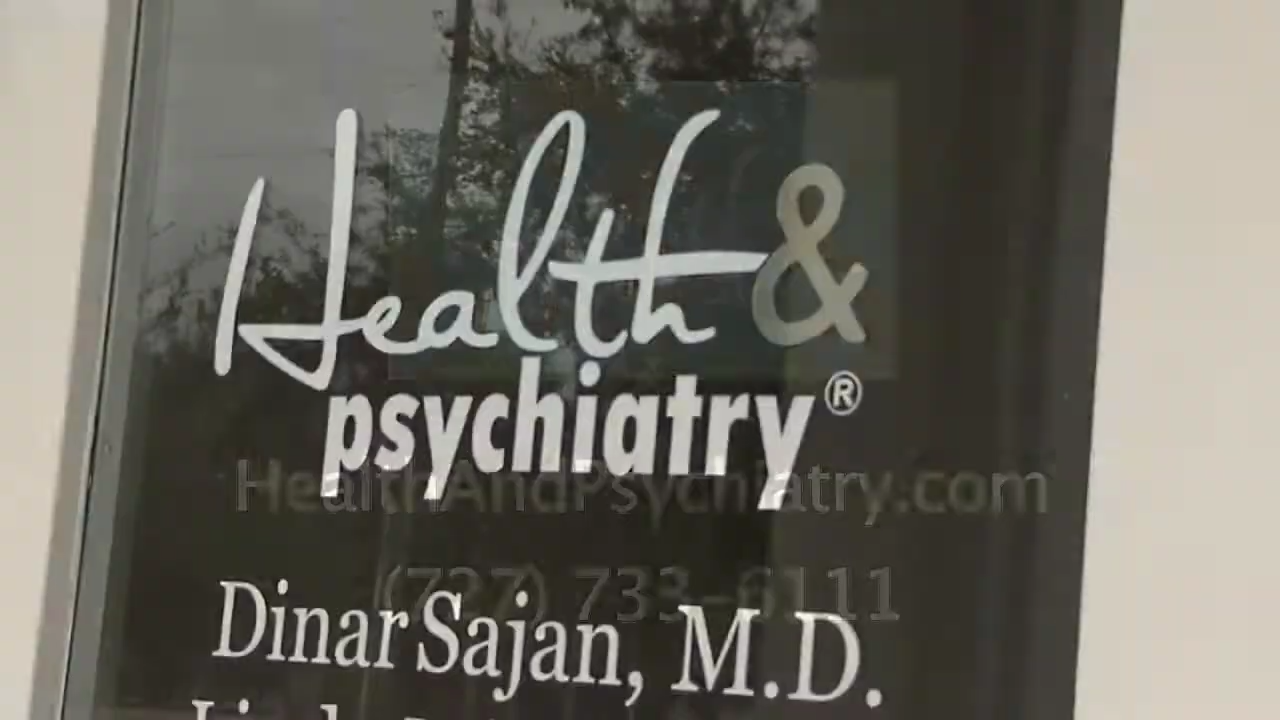 Health &
psychiatry®
HealthAndPsychiatry.com
(727) 733-6111
Dinar Sajan, M.D.